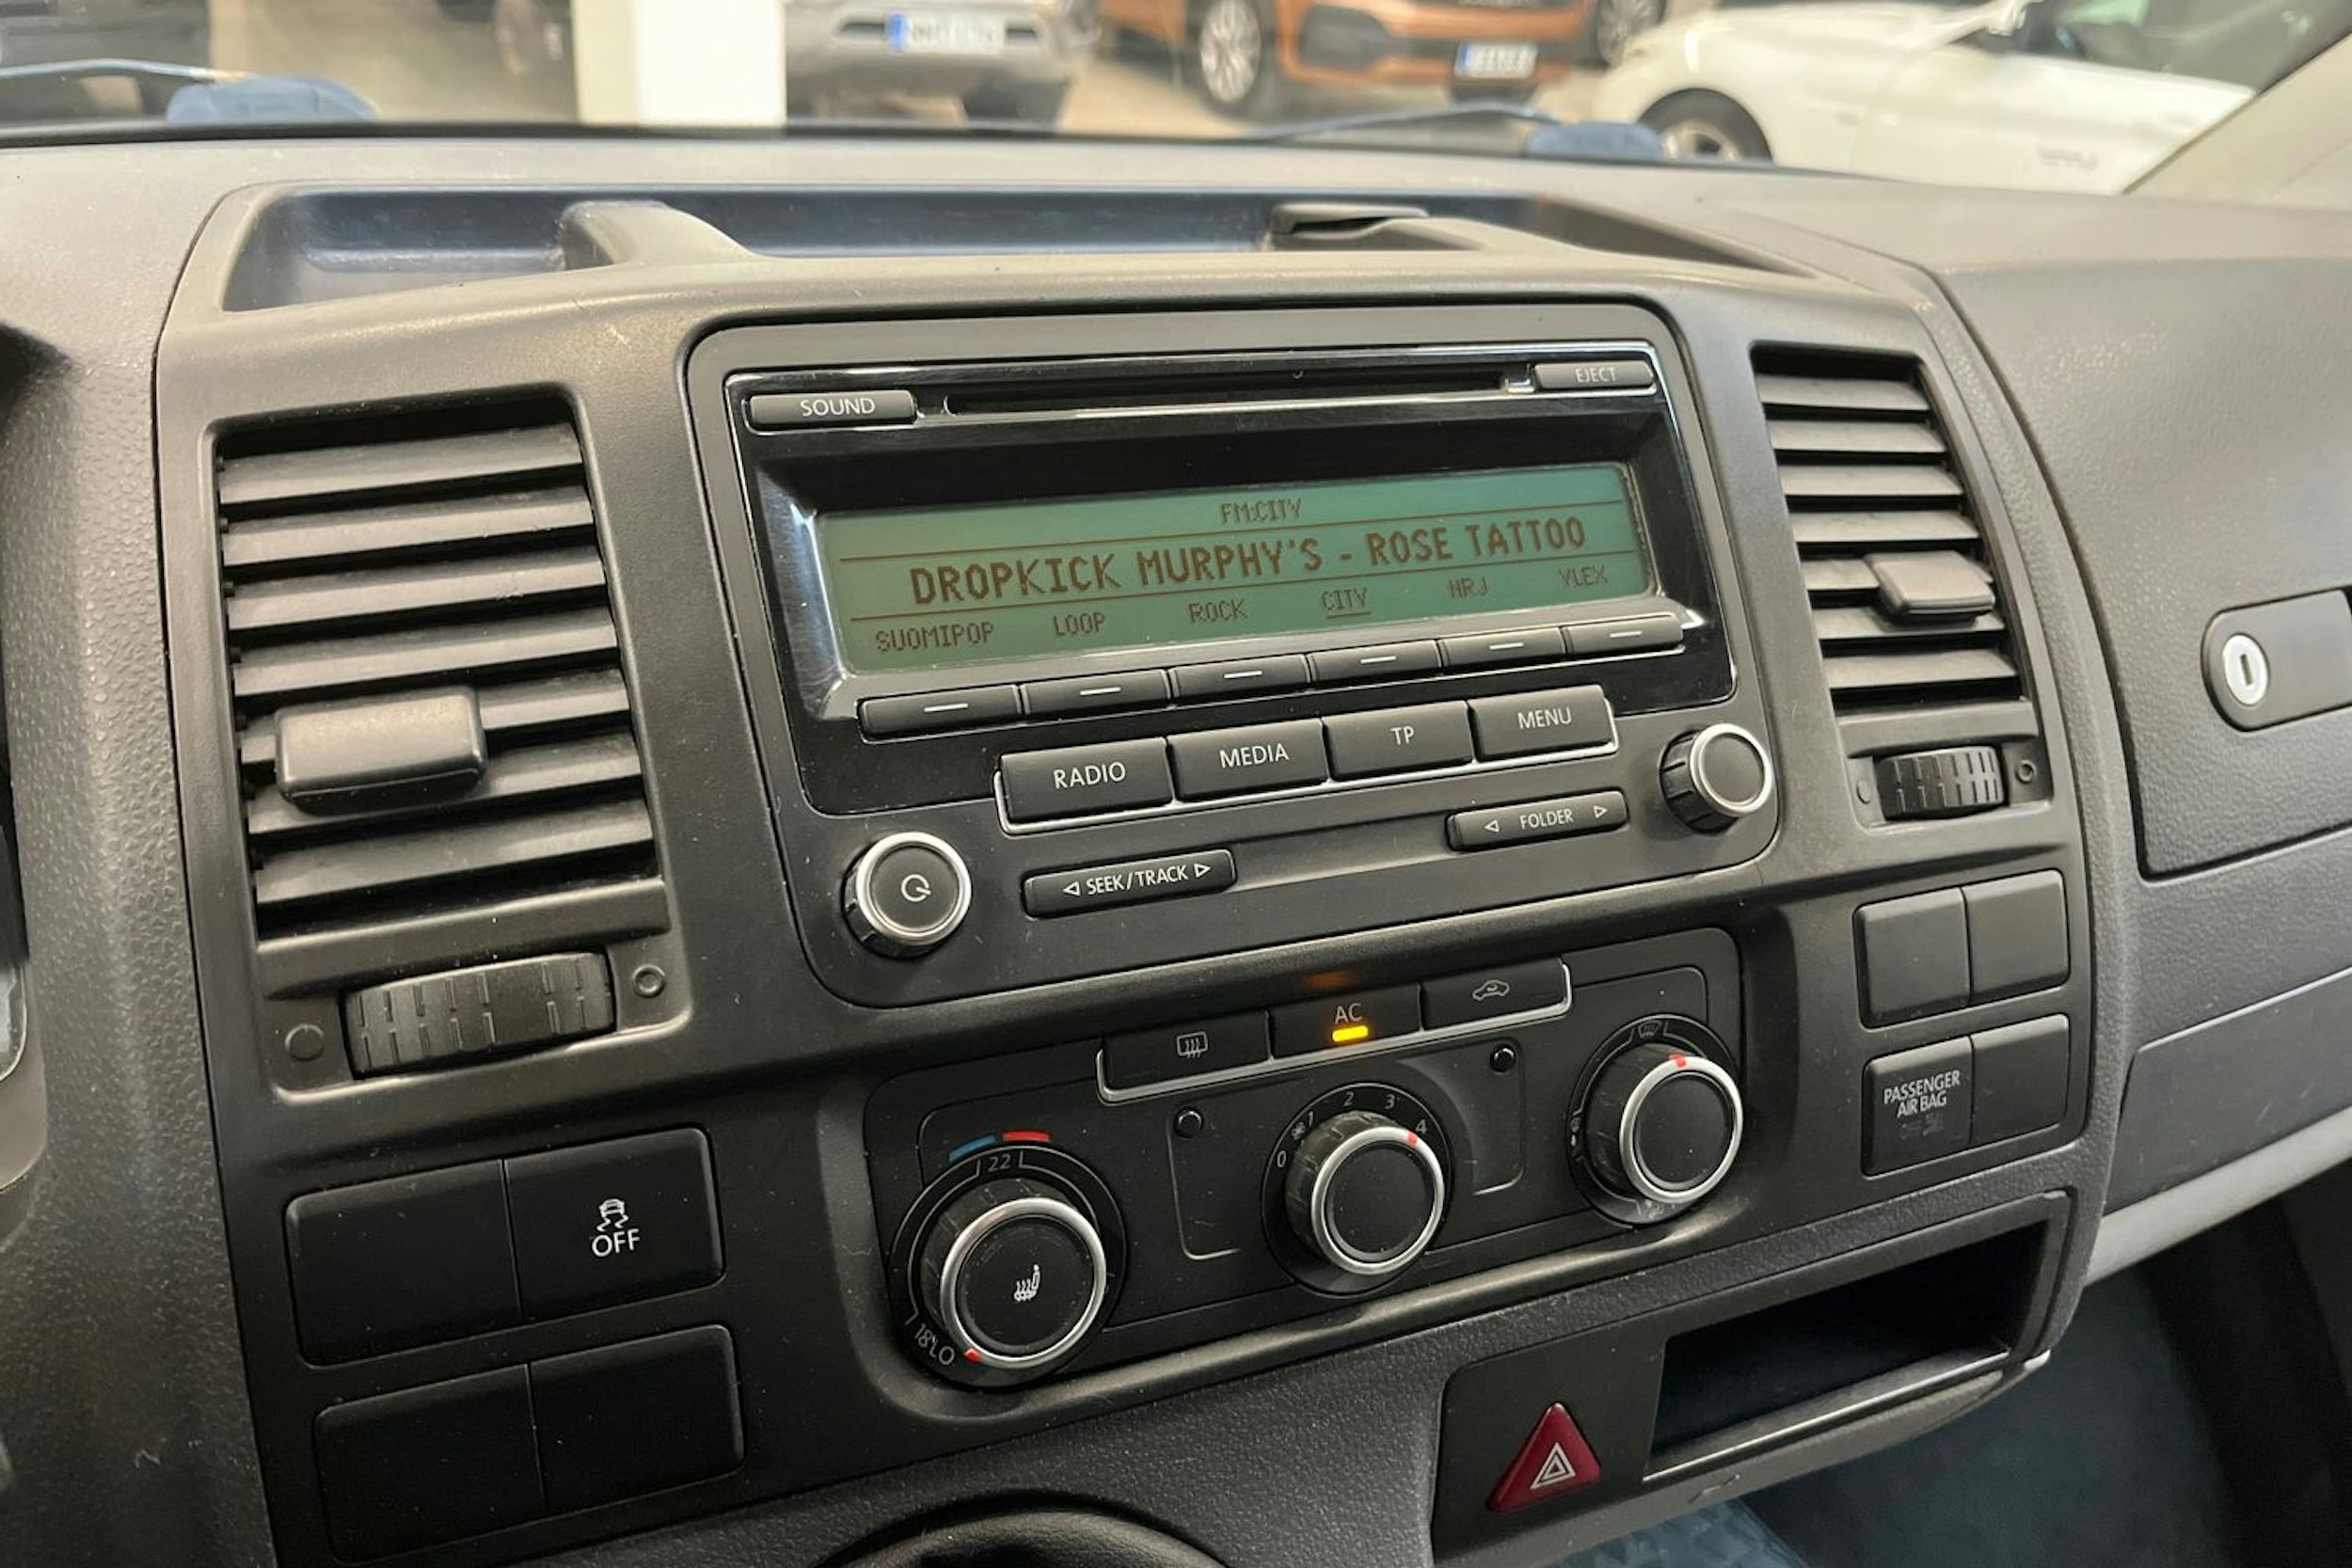 SOUND
EJECT
FM:CITY
DROPKICK MURPHY'S - ROSE TATTOO
SUOMIPOP LOOP ROCK CITY NRJ YLEX
RADIO MEDIA TP MENU
◁ SEEK/TRACK ▷
◁ FOLDER ▷
AC
22
18 LO
0 1 2 3 4
OFF
PASSENGER
AIR BAG